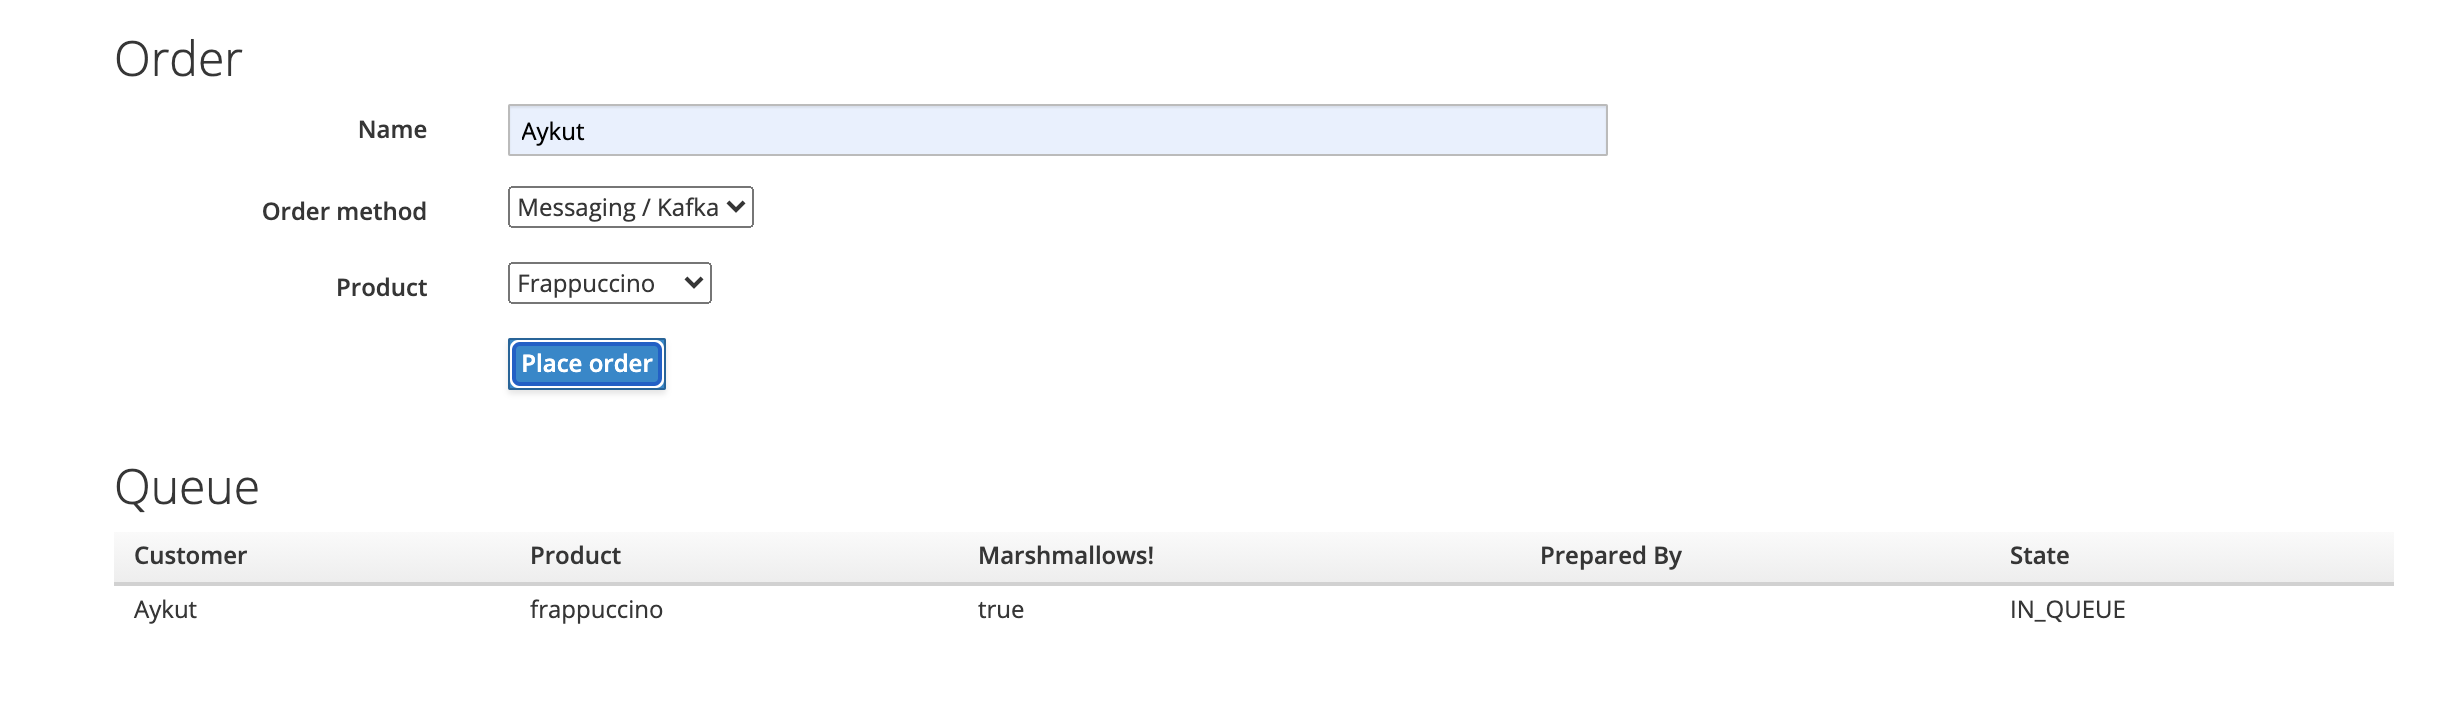 Order
Name Aykut
Order method Messaging / Kafka
Product Frappuccino
Place order
Queue
Customer Product Marshmallows! Prepared By State
Aykut frappuccino true IN_QUEUE